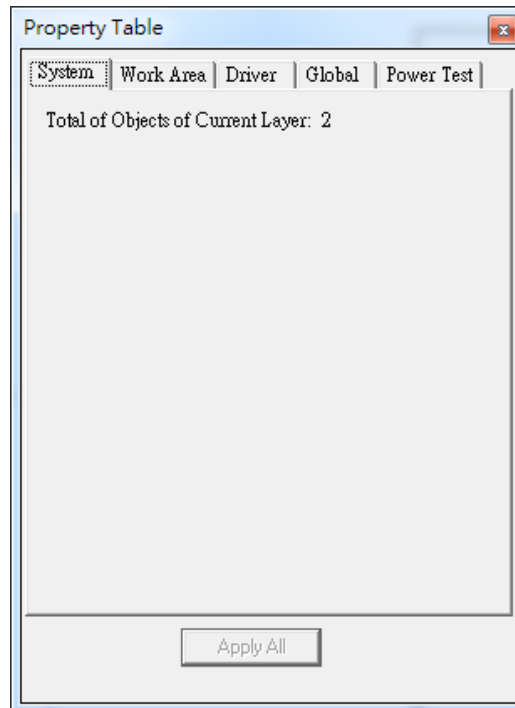 Property Table
System Work Area Driver Global Power Test
Total of Objects of Current Layer: 2
Apply All